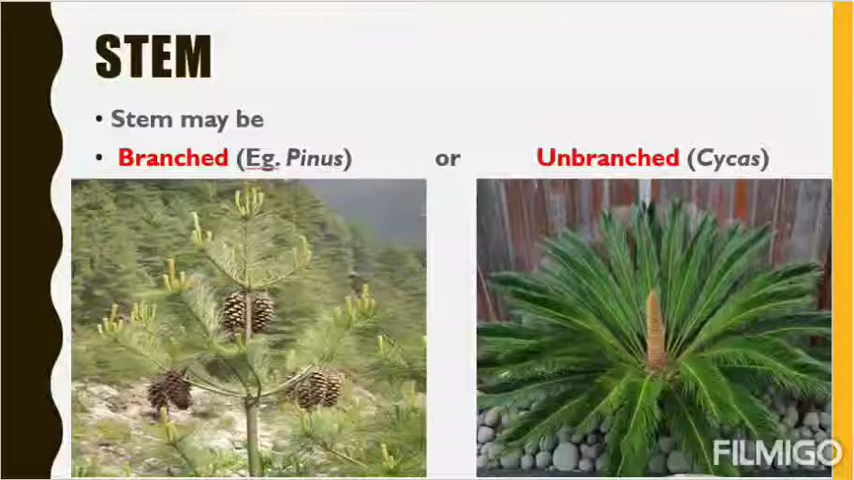 STEM
• Stem may be
• Branched (Eg. Pinus) or Unbranched (Cycas)
FILMIGO